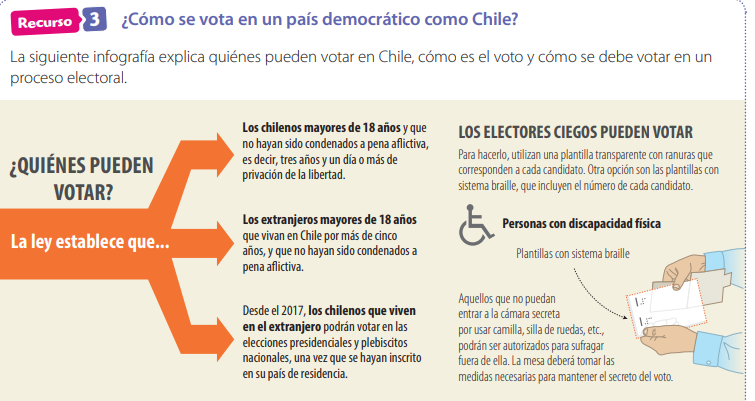 Recurso 3 ¿Cómo se vota en un país democrático como Chile?
La siguiente infografía explica quiénes pueden votar en Chile, cómo es el voto y cómo se debe votar en un
proceso electoral.
¿QUIÉNES PUEDEN
VOTAR?
La ley establece que...
Los chilenos mayores de 18 años y que
no hayan sido condenados a pena aflictiva,
es decir, tres años y un día o más de
privación de la libertad.
Los extranjeros mayores de 18 años
que vivan en Chile por más de cinco
años, y que no hayan sido condenados a
pena aflictiva.
Desde el 2017, los chilenos que viven
en el extranjero podrán votar en las
elecciones presidenciales y plebiscitos
nacionales, una vez que se hayan inscrito
en su país de residencia.
LOS ELECTORES CIEGOS PUEDEN VOTAR
Para hacerlo, utilizan una plantilla transparente con ranuras que
corresponden a cada candidato. Otra opción son las plantillas con
sistema braille, que incluyen el número de cada candidato.
Personas con discapacidad física
Plantillas con sistema braille
Aquellos que no puedan
entrar a la cámara secreta
por usar camilla, silla de ruedas, etc.,
podrán ser autorizados para sufragar
fuera de ella. La mesa deberá tomar las
medidas necesarias para mantener el secreto del voto.